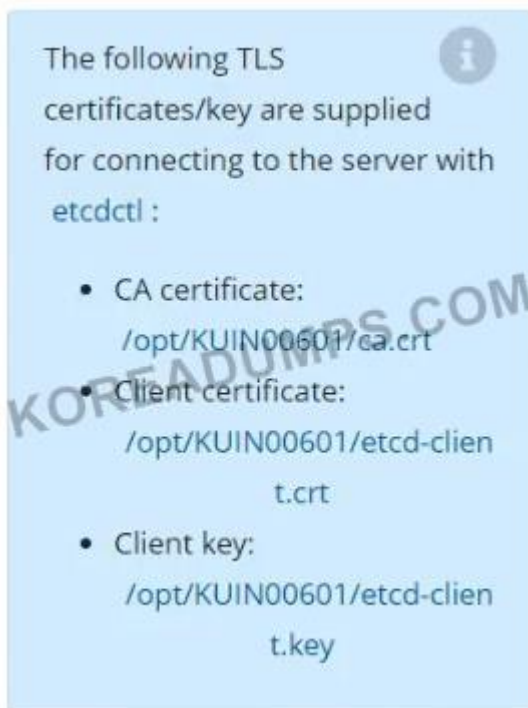 The following TLS
certificates/key are supplied
for connecting to the server with
etcdctl :
• CA certificate:
/opt/KUIN00601/ca.crt
• Client certificate:
/opt/KUIN00601/etcd-clien
t.crt
• Client key:
/opt/KUIN00601/etcd-clien
t.key
KOREADUMPS.COM